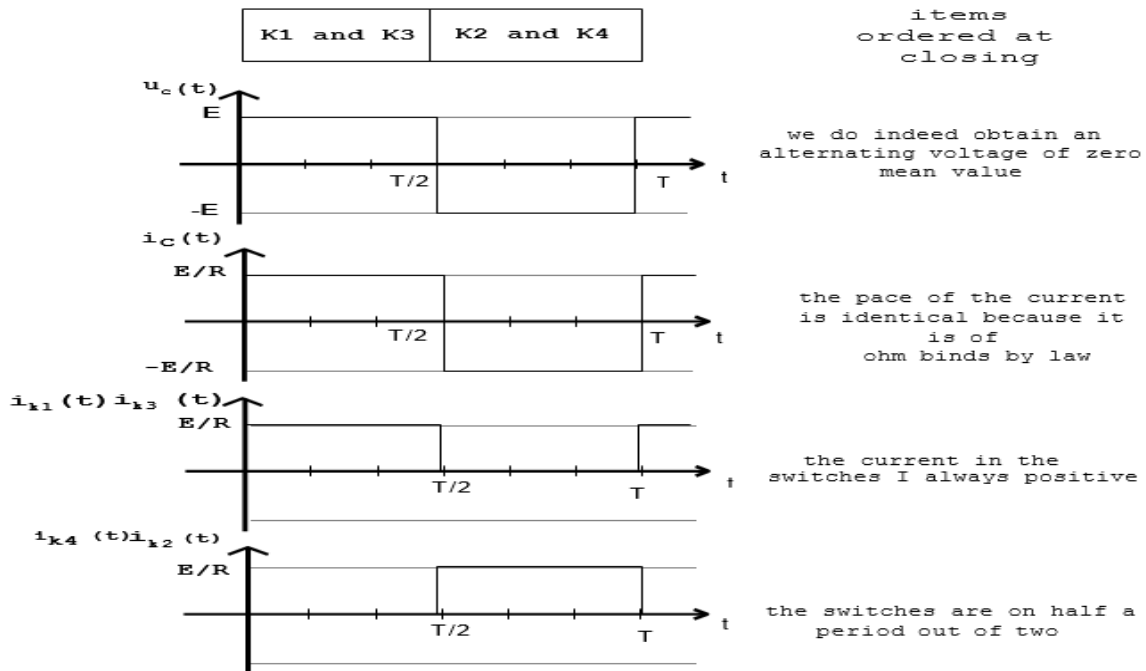 K1 and K3
K2 and K4
items
ordered at
closing
u_c(t)
E
T/2
T
t
-E
we do indeed obtain an
alternating voltage of zero
mean value
i_C(t)
E/R
T/2
T
t
-E/R
the pace of the current
is identical because it
is of
ohm binds by law
i_k1(t) i_k3 (t)
E/R
T/2
T
t
the current in the
switches I always positive
i_k4 (t)i_k2(t)
E/R
T/2
T
t
the switches are on half a
period out of two